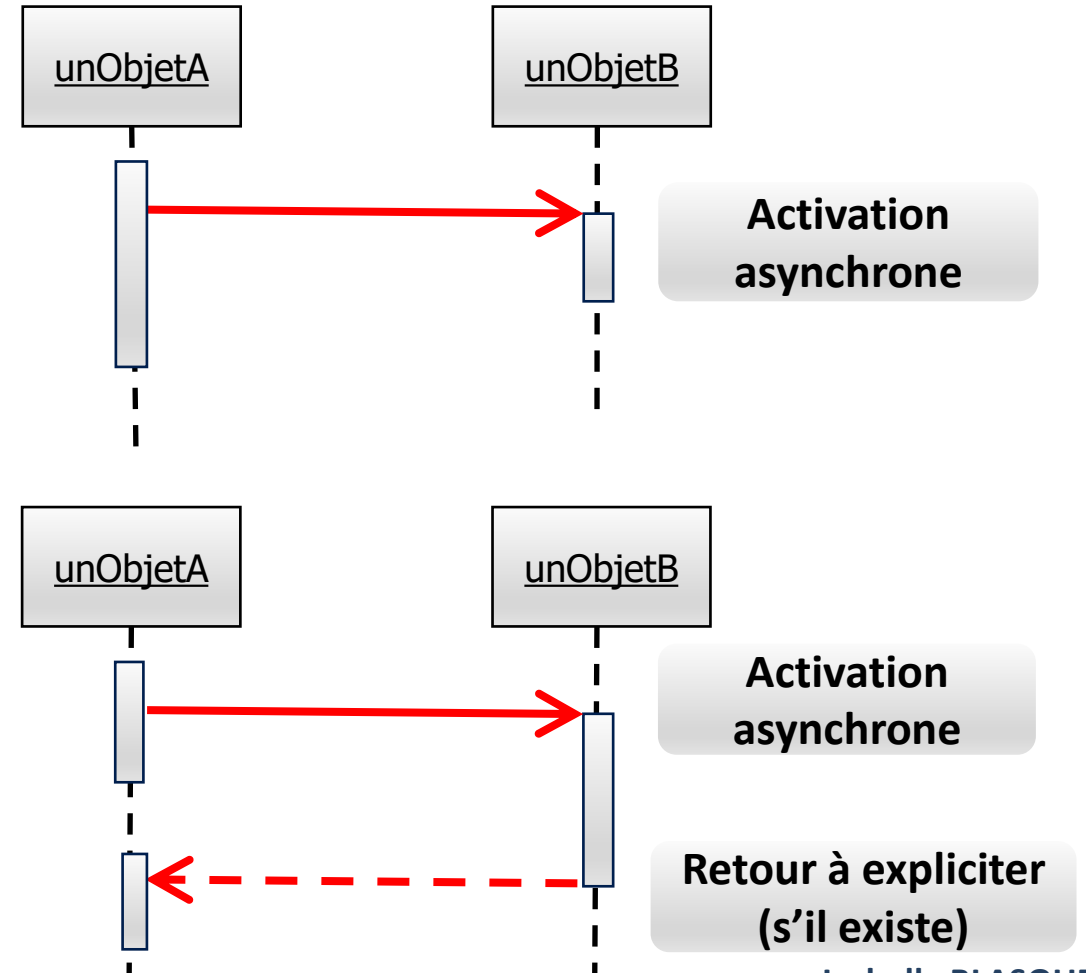 unObjetA
unObjetB
Activation
asynchrone
unObjetA
unObjetB
Activation
asynchrone
Retour à expliciter
(s’il existe)